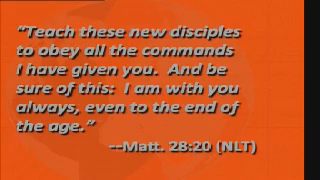 “Teach these new disciples
to obey all the commands
I have given you.  And be
sure of this:  I am with you
always, even to the end of
the age.”
--Matt. 28:20 (NLT)